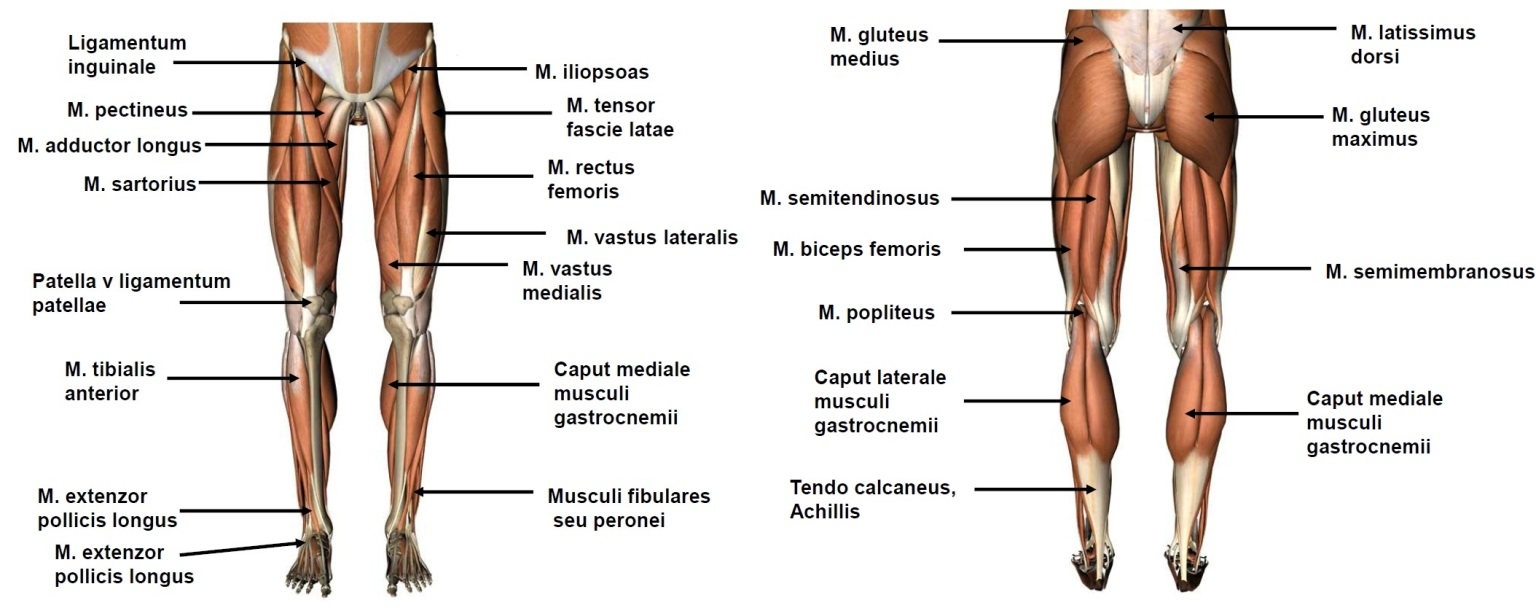 Ligamentum
inguinale
M. pectineus
M. adductor longus
M. sartorius
Patella v ligamentum
patellae
M. tibialis
anterior
M. extenzor
pollicis longus
M. extenzor
pollicis longus
M. iliopsoas
M. tensor
fascie latae
M. rectus
femoris
M. vastus lateralis
M. vastus
medialis
Caput mediale
musculi
gastrocnemii
Musculi fibulares
seu peronei
M. gluteus
medius
M. semitendinosus
M. biceps femoris
M. popliteus
Caput laterale
musculi
gastrocnemii
Tendo calcaneus,
Achillis
M. latissimus
dorsi
M. gluteus
maximus
M. semimembranosus
Caput mediale
musculi
gastrocnemii